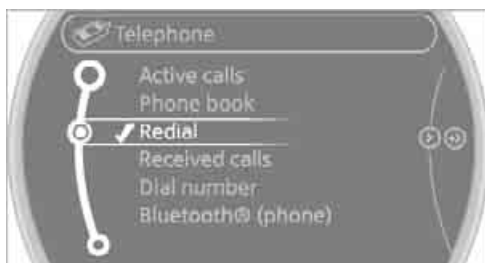 Telephone
Active calls
Phone book
Redial
Received calls
Dial number
Bluetooth® (phone)